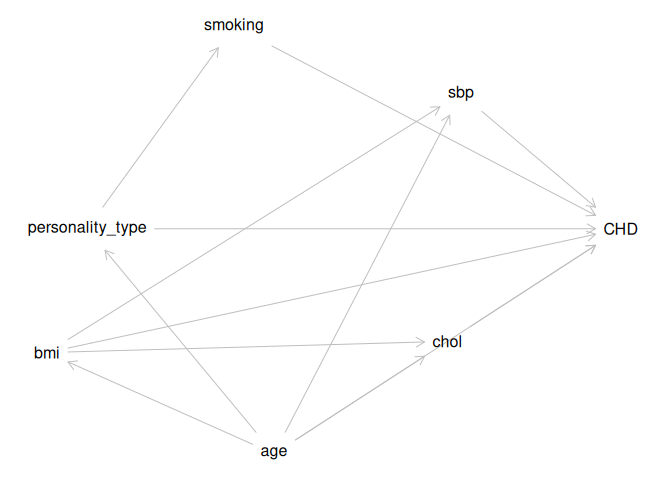 smoking
sbp
personality_type
CHD
chol
bmi
age